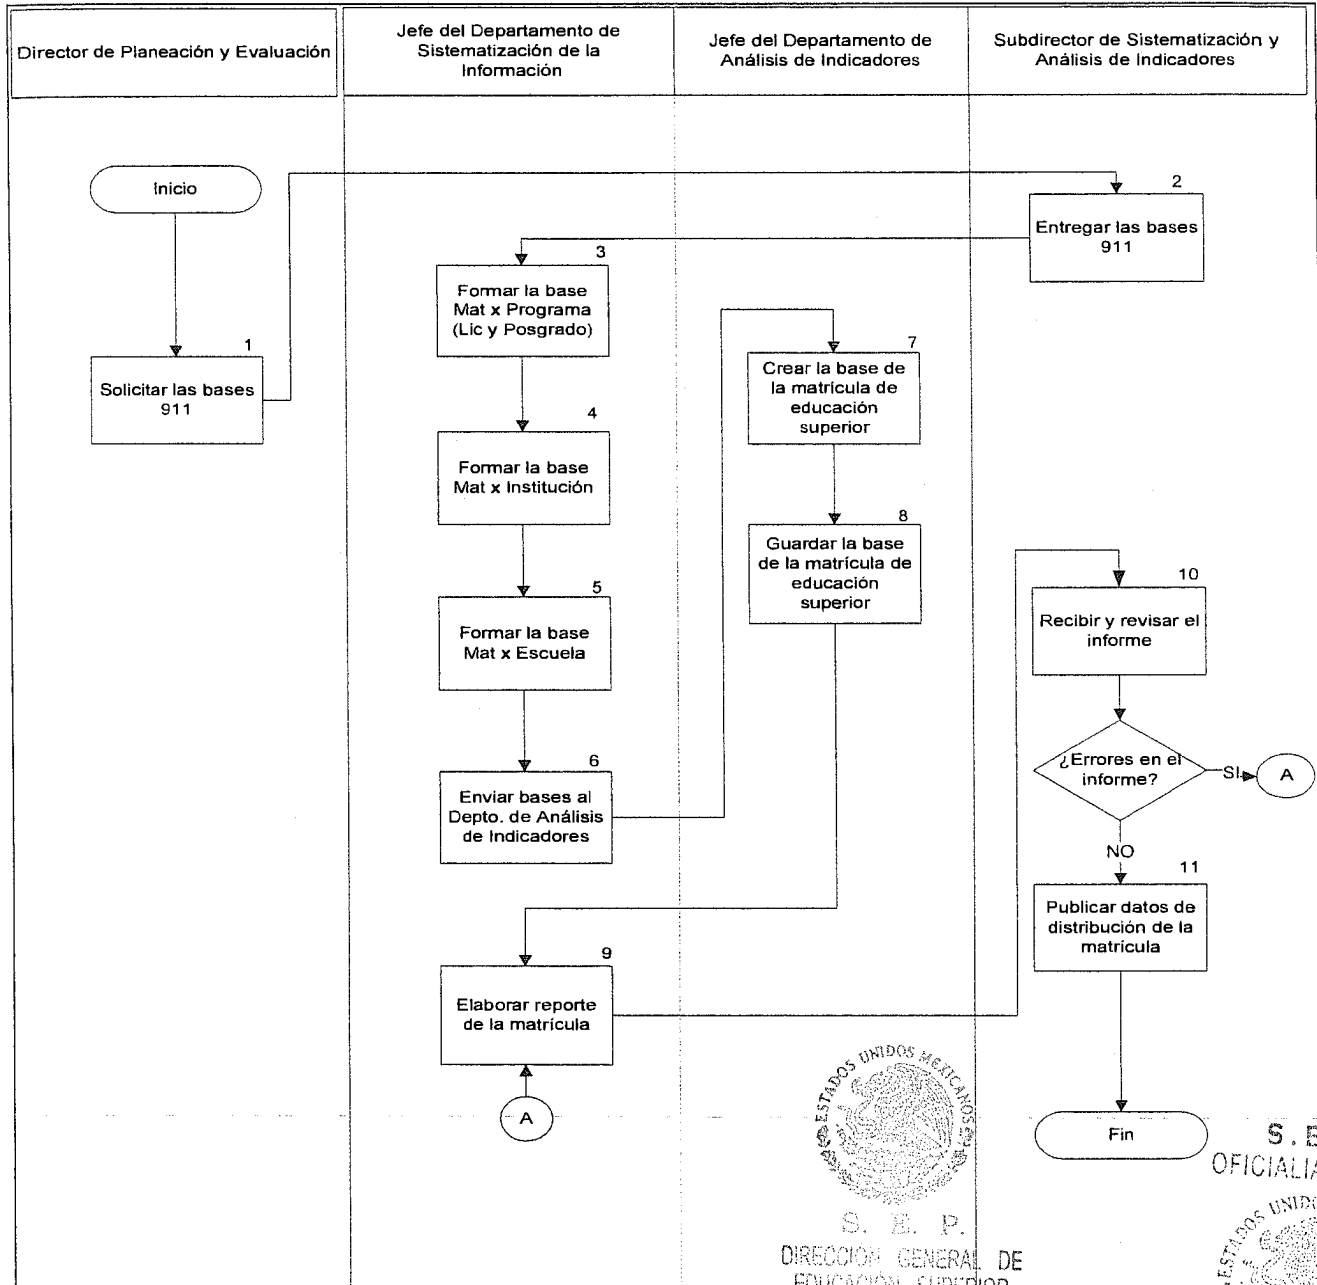 Director de Planeación y Evaluación
Jefe del Departamento de
Sistematización de la
Información
Jefe del Departamento de
Análisis de Indicadores
Subdirector de Sistematización y
Análisis de Indicadores
Inicio
1
Solicitar las bases
911
2
Entregar las bases
911
3
Formar la base
Mat x Programa
(Lic y Posgrado)
4
Formar la base
Mat x Institución
5
Formar la base
Mat x Escuela
6
Enviar bases al
Depto. de Análisis
de Indicadores
7
Crear la base de
la matrícula de
educación
superior
8
Guardar la base
de la matrícula de
educación
superior
9
Elaborar reporte
de la matrícula
A
10
Recibir y revisar el
informe
¿Errores en el
informe?
SI
A
NO
11
Publicar datos de
distribución de la
matrícula
Fin
ESTADOS UNIDOS MEXICANOS
S. E. P.
DIRECCIÓN GENERAL DE
EDUCACIÓN SUPERIOR
S.E
OFICIALIA
ESTADOS UNID